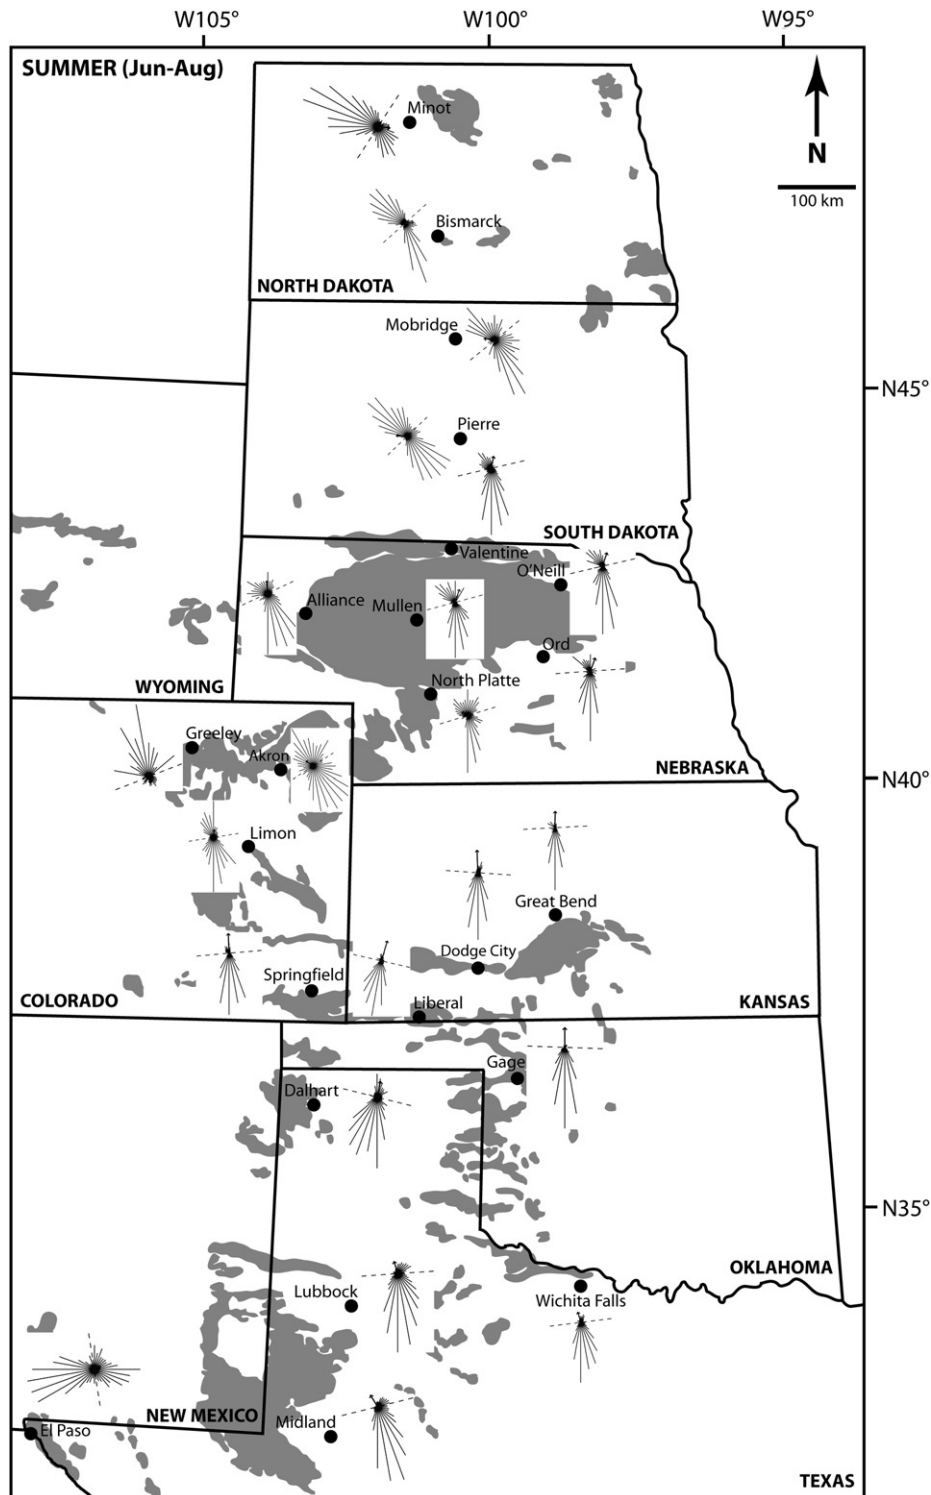 W105°
W100°
W95°
SUMMER (Jun-Aug)
Minot
N
100 km
Bismarck
NORTH DAKOTA
Mobridge
N45°
Pierre
SOUTH DAKOTA
Valentine
O'Neill
Alliance
Mullen
Ord
WYOMING
North Platte
Greeley
Akron
NEBRASKA
N40°
Limon
Great Bend
Dodge City
Springfield
COLORADO
Liberal
KANSAS
Gage
Dalhart
N35°
OKLAHOMA
Lubbock
Wichita Falls
NEW MEXICO
Midland
El Paso
TEXAS